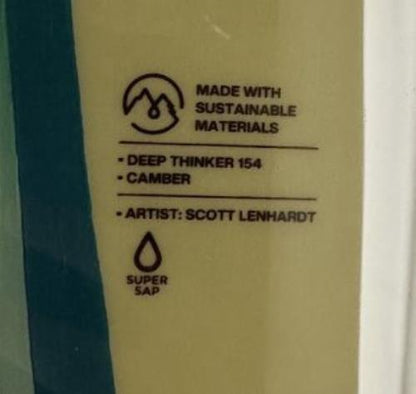 MADE WITH
SUSTAINABLE
MATERIALS
• DEEP THINKER 154
• CAMBER
• ARTIST: SCOTT LENHARDT
SUPER
SAP